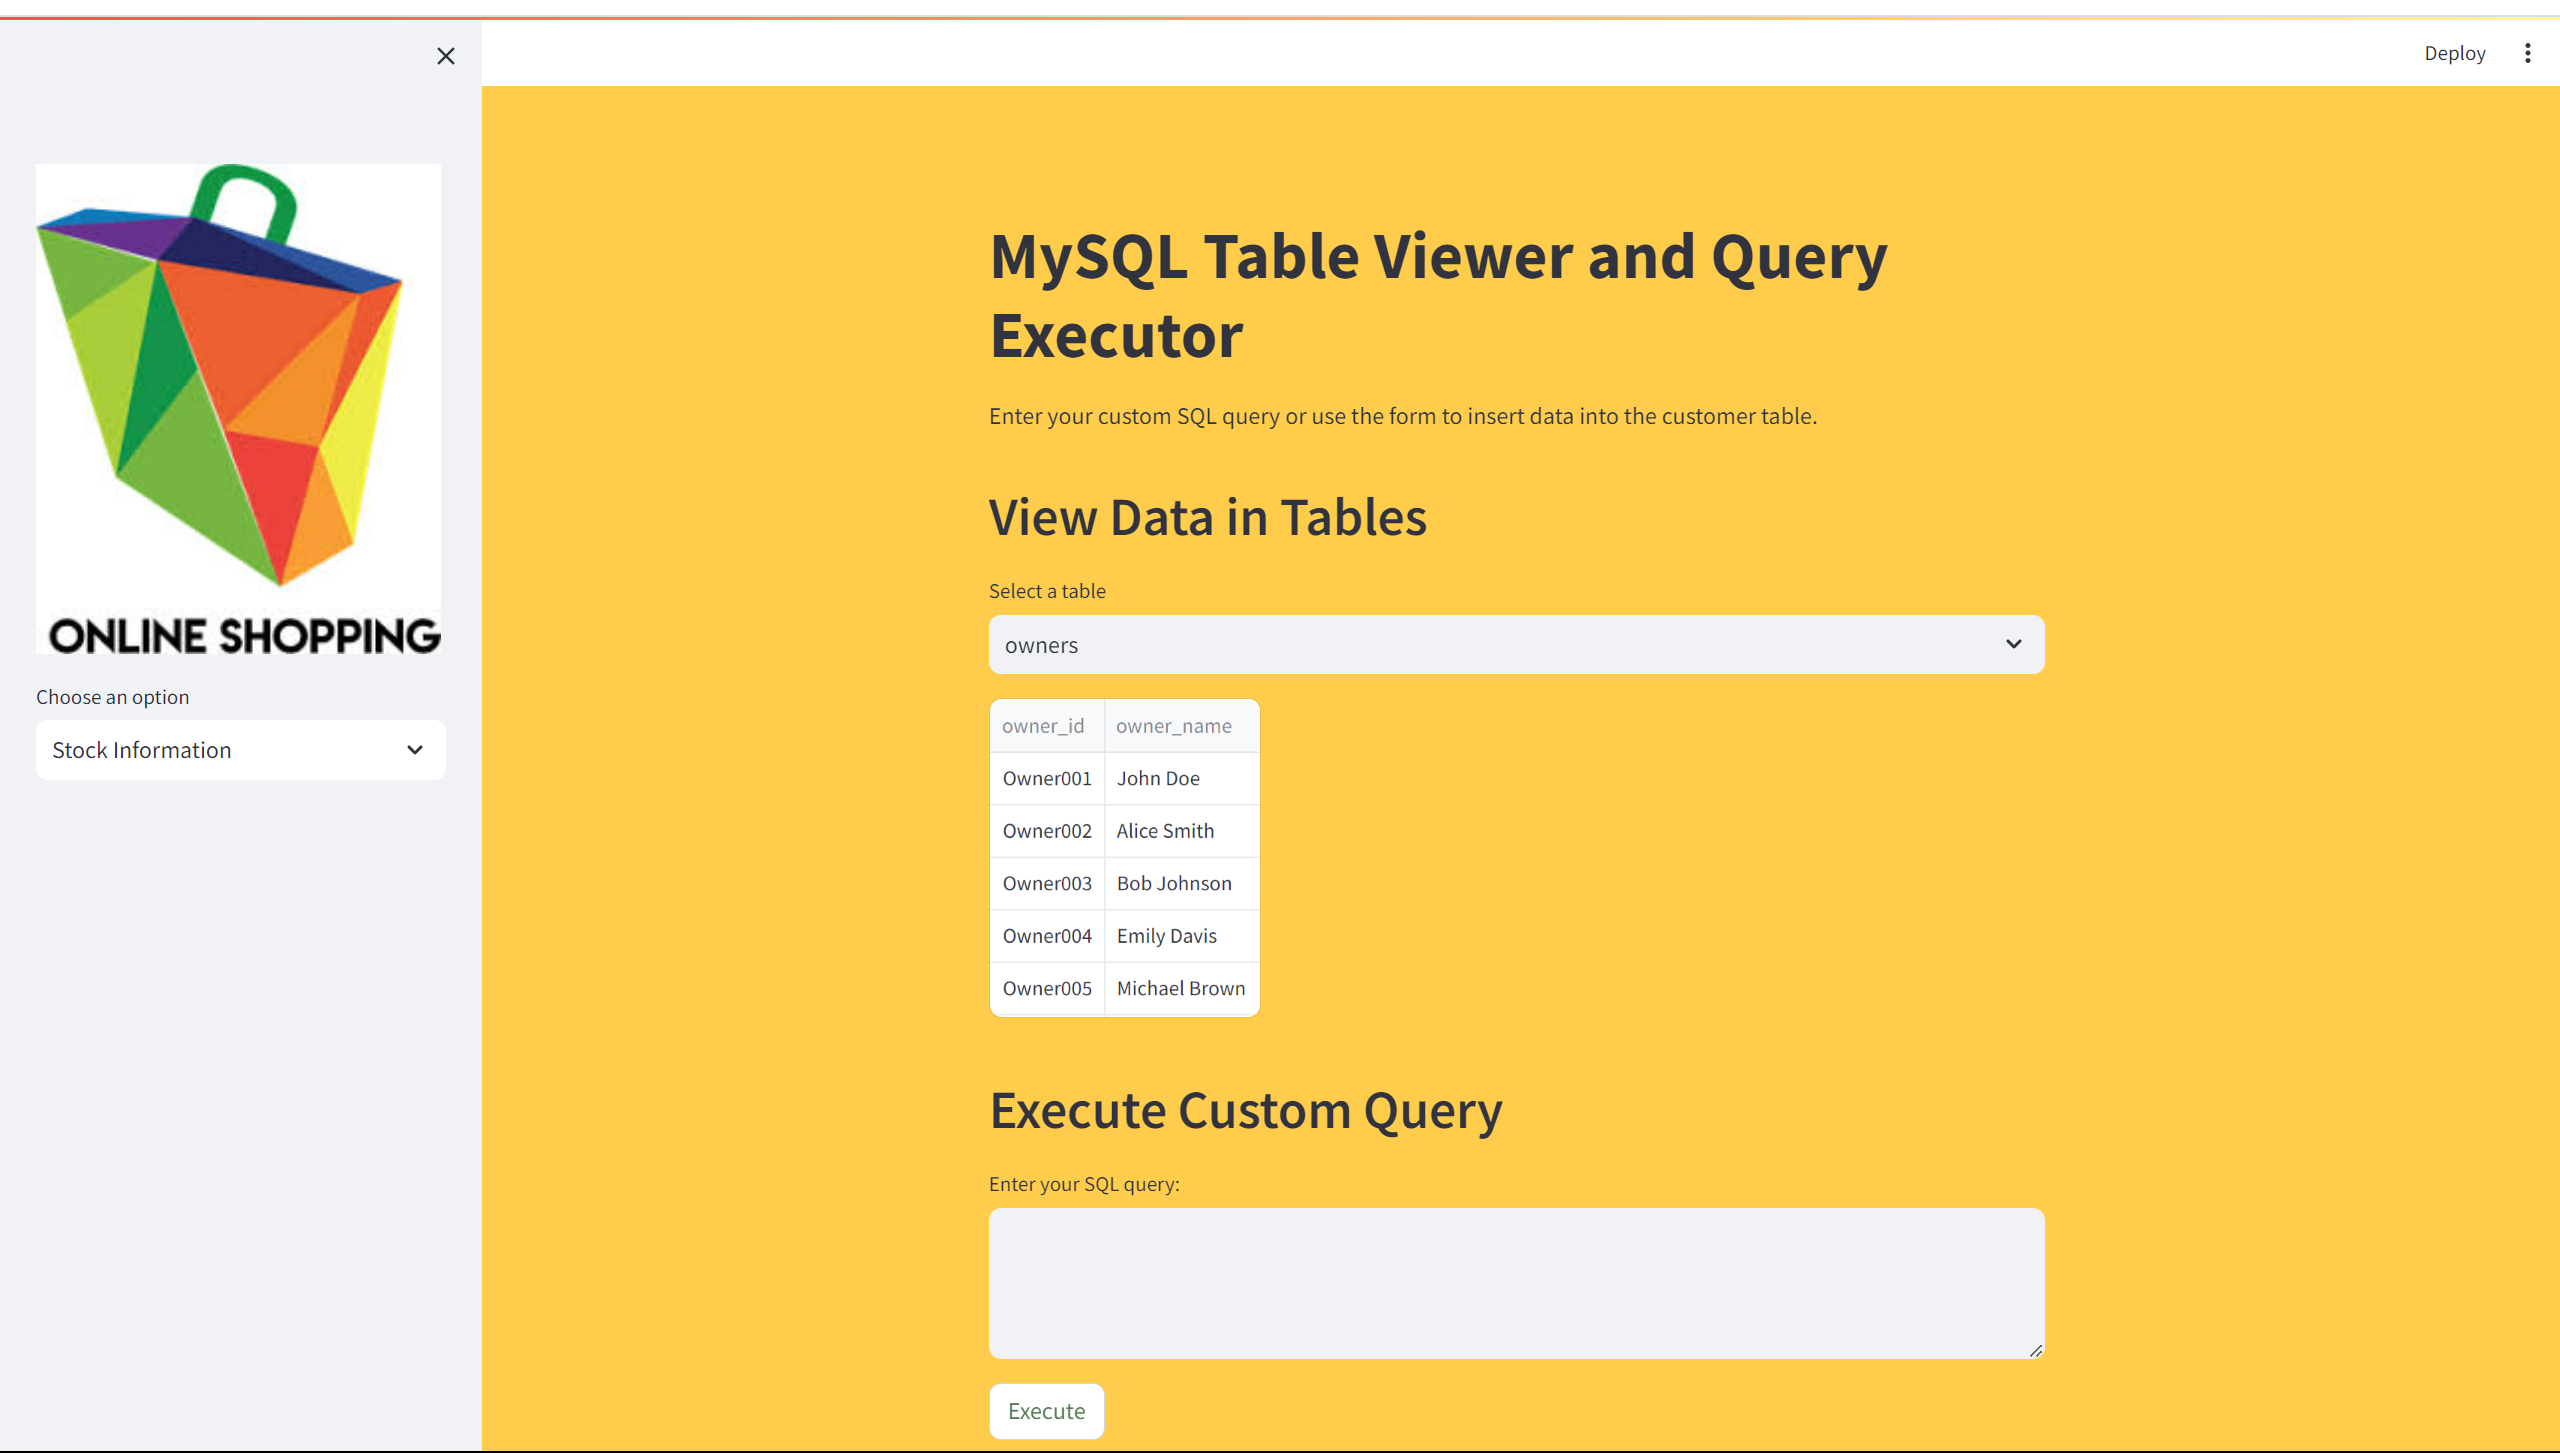 Deploy
ONLINE SHOPPING
Choose an option
Stock Information
MySQL Table Viewer and Query
Executor
Enter your custom SQL query or use the form to insert data into the customer table.
View Data in Tables
Select a table
owners
owner_id owner_name
Owner001 John Doe
Owner002 Alice Smith
Owner003 Bob Johnson
Owner004 Emily Davis
Owner005 Michael Brown
Execute Custom Query
Enter your SQL query:
Execute